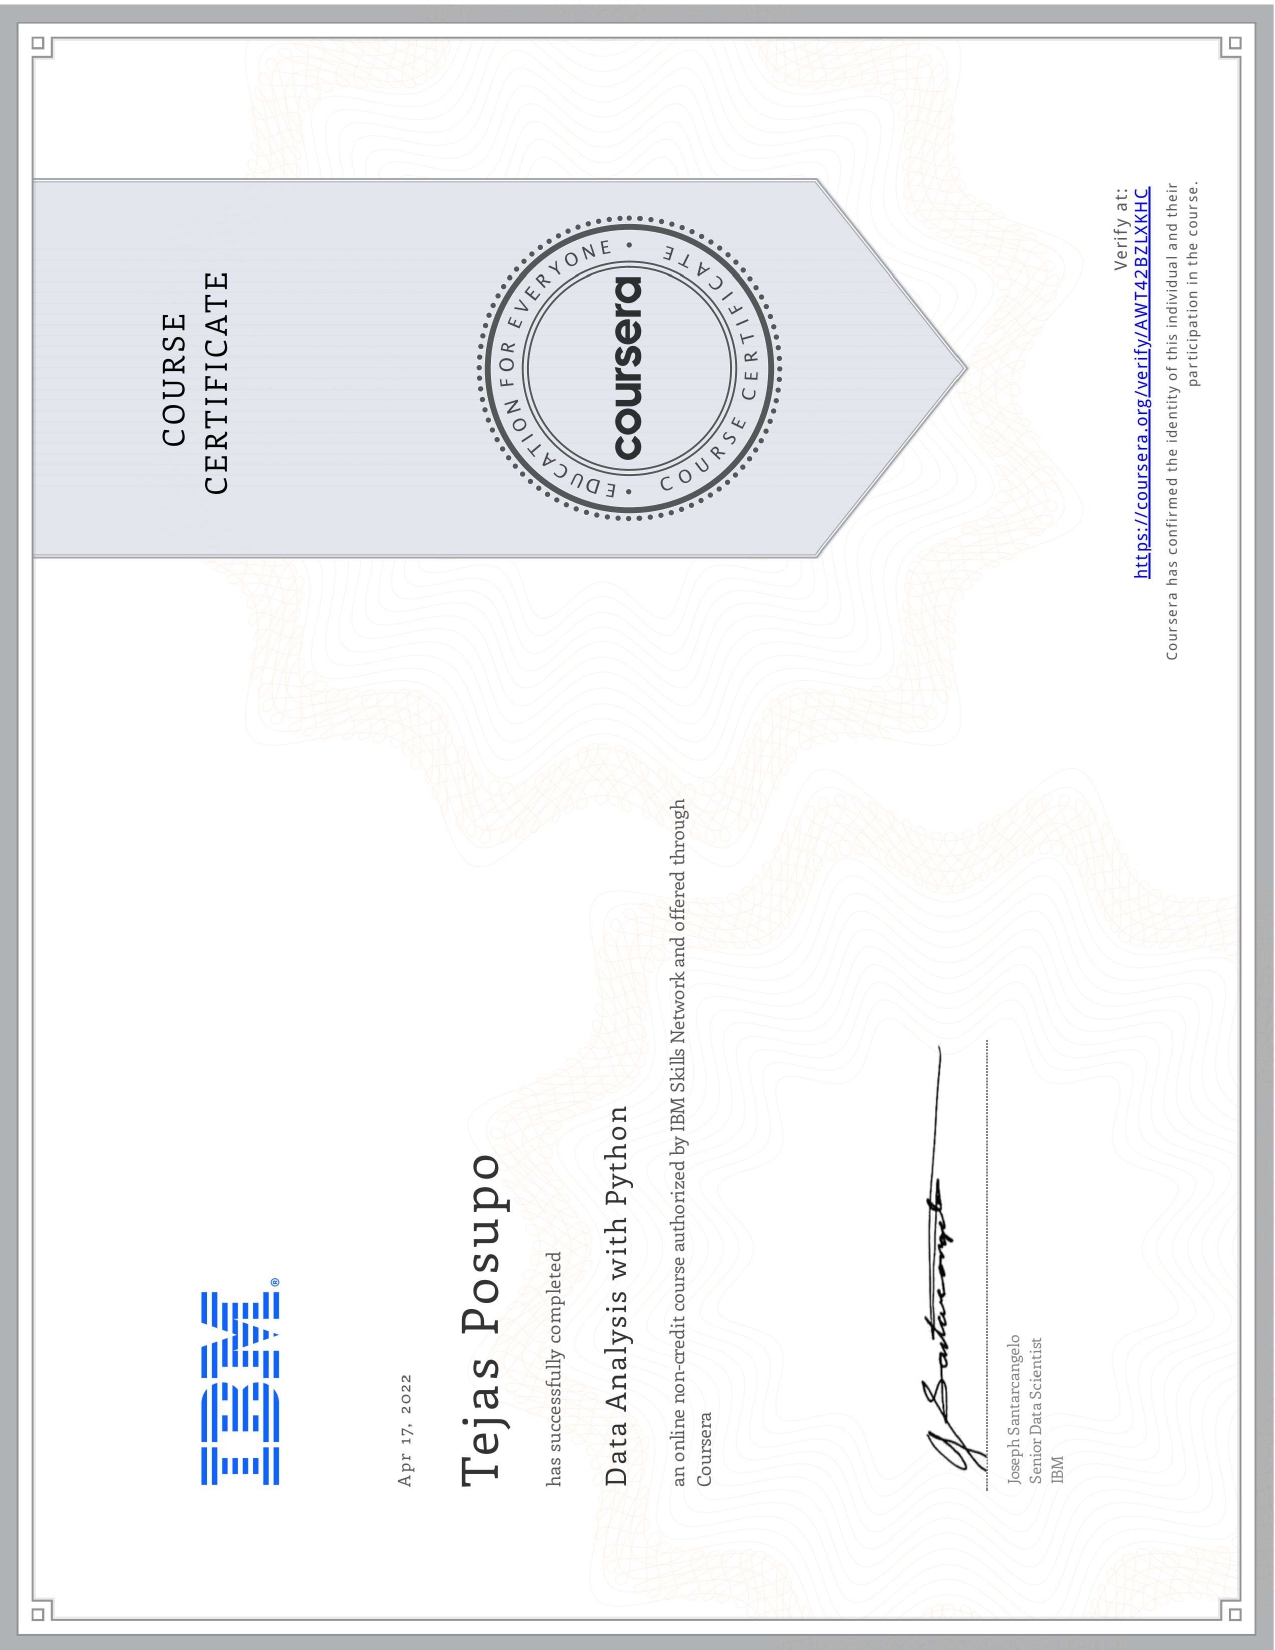 IBM®
COURSE
CERTIFICATE
Apr 17, 2022
Tejas Posupo
has successfully completed
Data Analysis with Python
an online non-credit course authorized by IBM Skills Network and offered through
Coursera
• EDUCATION FOR EVERYONE •
coursera
COURSE CERTIFICATE
J Santarcangelo
Joseph Santarcangelo
Senior Data Scientist
IBM
Verify at:
https://coursera.org/verify/AWT42BZLXKHC
Coursera has confirmed the identity of this individual and their
participation in the course.